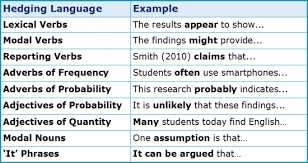 Hedging Language Example
Lexical Verbs The results appear to show…
Modal Verbs The findings might provide…
Reporting Verbs Smith (2010) claims that…
Adverbs of Frequency Students often use smartphones…
Adverbs of Probability This research probably indicates…
Adjectives of Probability It is unlikely that these findings…
Adjectives of Quantity Many students today find English…
Modal Nouns One assumption is that…
‘It’ Phrases It can be argued that…